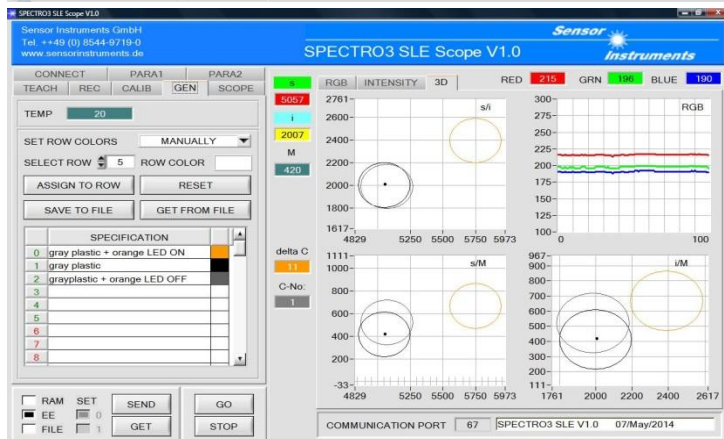 SPECTRO3 SLE Scope V1.0
Sensor Instruments GmbH
Tel. ++49 (0) 8544-9719-0
www.sensorinstruments.de
SPECTRO3 SLE Scope V1.0
Sensor
Instruments
CONNECT PARA1 PARA2
TEACH REC CALIB GEN SCOPE
TEMP 20
SET ROW COLORS MANUALLY
SELECT ROW 5 ROW COLOR
ASSIGN TO ROW RESET
SAVE TO FILE GET FROM FILE
SPECIFICATION
0 gray plastic + orange LED ON
1 gray plastic
2 grayplastic + orange LED OFF
3
4
5
6
7
8
RAM SET
EE 0
FILE 1
SEND
GET
GO
STOP
s
5057
i
2007
M
420
delta C
11
C-No:
1
RGB INTENSITY 3D
RED 215 GRN 196 BLUE 190
s/i
2761-
2600-
2400-
2200-
2000-
1800-
1617-
4829 5250 5500 5750 5973
RGB
300-
275-
250-
225-
200-
175-
150-
125-
100-
0 100
s/M
1111-
1000-
800-
600-
400-
200-
-33-
4829 5250 5500 5750 5973
i/M
967-
900-
800-
700-
600-
500-
400-
300-
200-
111-
1761 2000 2200 2400 2617
COMMUNICATION PORT 67 SPECTRO3 SLE V1.0 07/May/2014